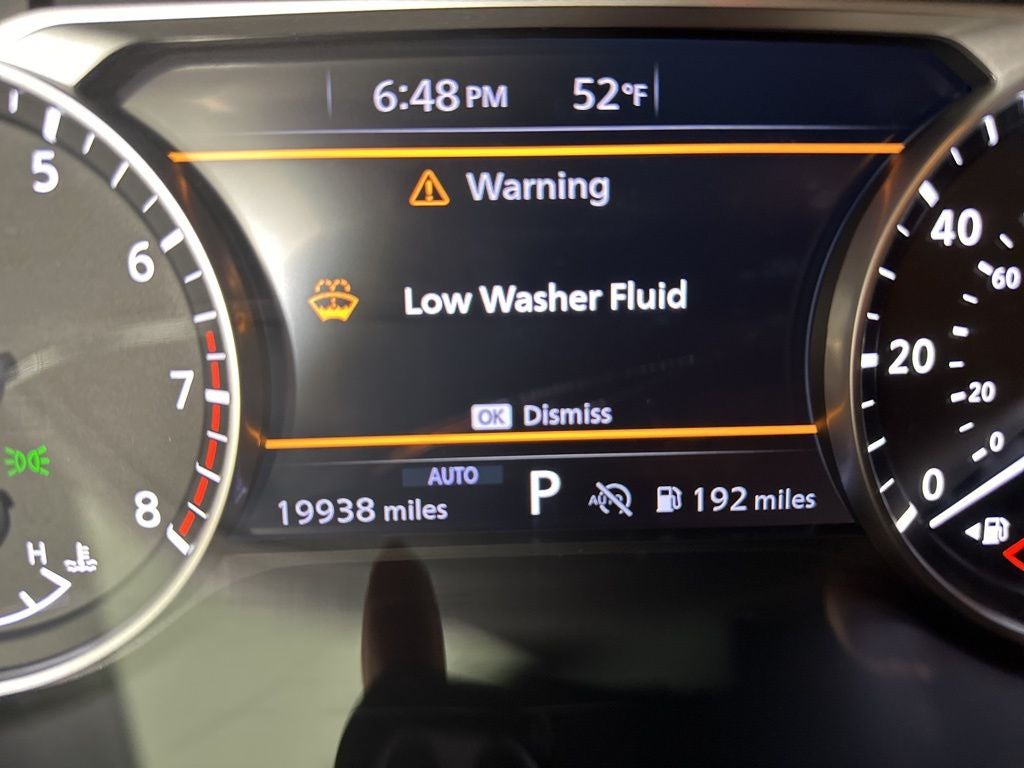 6:48 PM 52°F
Warning
Low Washer Fluid
OK Dismiss
AUTO
19938 miles P AUTO 192 miles
5
6
7
8
H
40
60
20
20
0
0